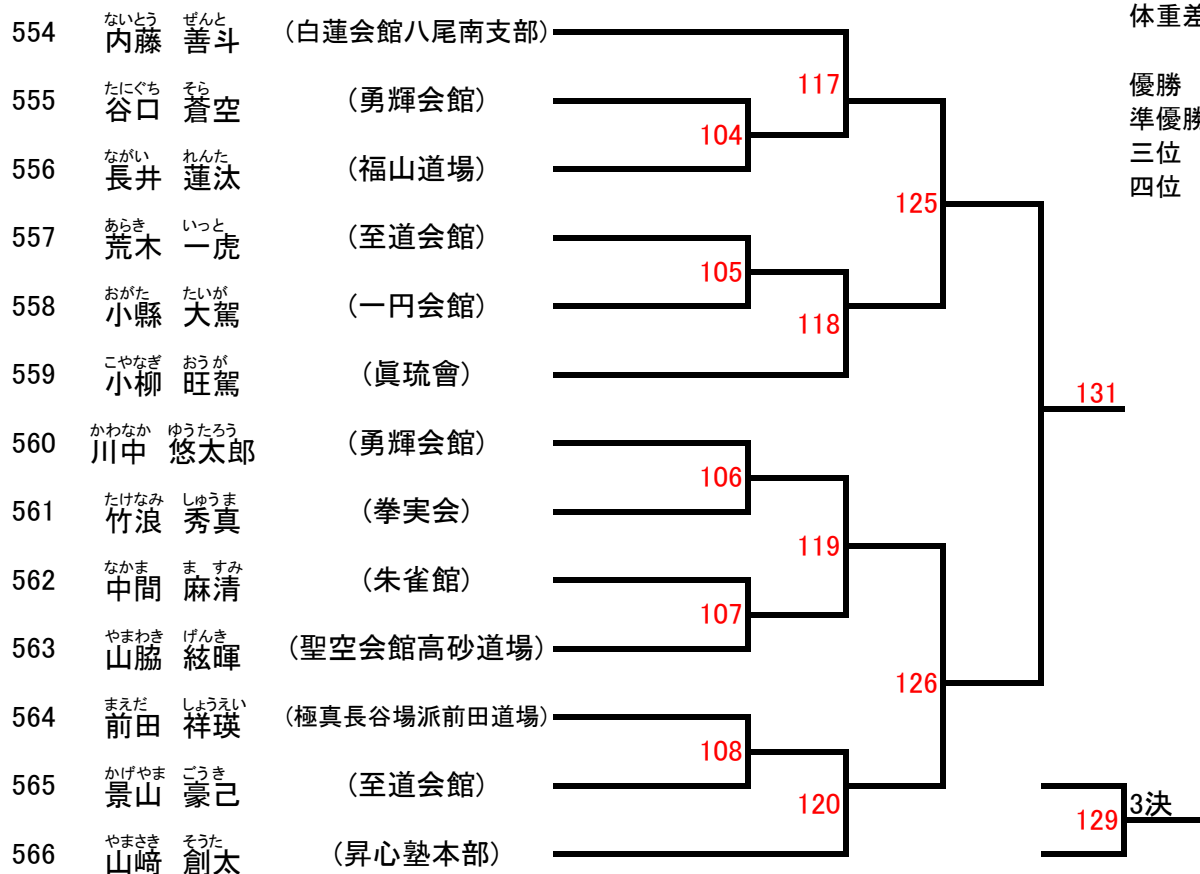 体重差
ないとう ぜんと
554 内藤 善斗 (白蓮会館八尾南支部)
117
優勝
たにぐち そら
555 谷口 蒼空 (勇輝会館)
準優勝
104
三位
ながい れんた
556 長井 蓮汰 (福山道場)
四位
125
あらき いっと
557 荒木 一虎 (至道会館)
105
おがた たいが
558 小縣 大駕 (一円会館)
118
こやなぎ おうが
559 小柳 旺駕 (眞琉會)
131
かわなか ゆうたろう
560 川中 悠太郎 (勇輝会館)
106
たけなみ しゅうま
561 竹浪 秀真 (拳実会)
119
なかま ま すみ
562 中間 麻清 (朱雀館)
107
やまわき げんき
563 山脇 絃暉 (聖空会館高砂道場)
126
まえだ しょうえい
564 前田 祥瑛 (極真長谷場派前田道場)
108
かげやま ごうき
565 景山 豪己 (至道会館)
120
3決
129
やまさき そうた
566 山﨑 創太 (昇心塾本部)